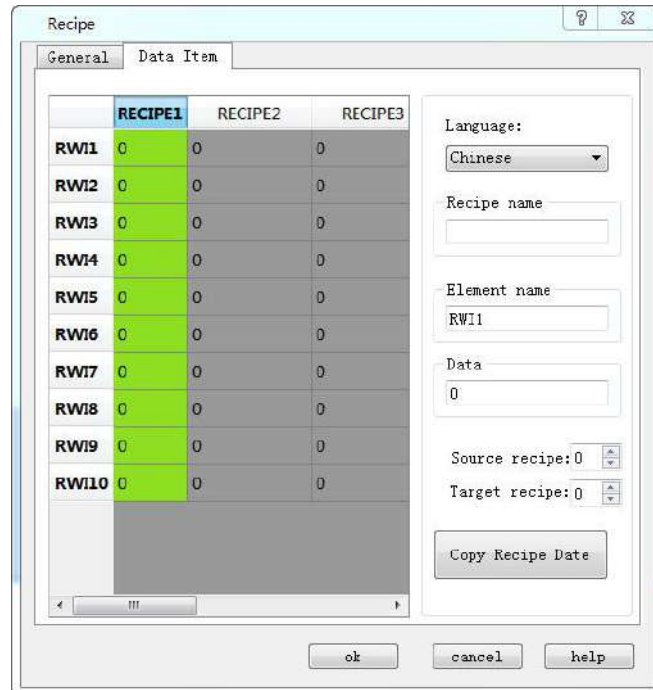 Recipe
General Data Item
RECIPE1 RECIPE2 RECIPE3
RWI1 0 0 0
RWI2 0 0 0
RWI3 0 0 0
RWI4 0 0 0
RWI5 0 0 0
RWI6 0 0 0
RWI7 0 0 0
RWI8 0 0 0
RWI9 0 0 0
RWI10 0 0 0
Language:
Chinese
Recipe name
Element name
RWI1
Data
0
Source recipe: 0
Target recipe: 0
Copy Recipe Date
ok cancel help